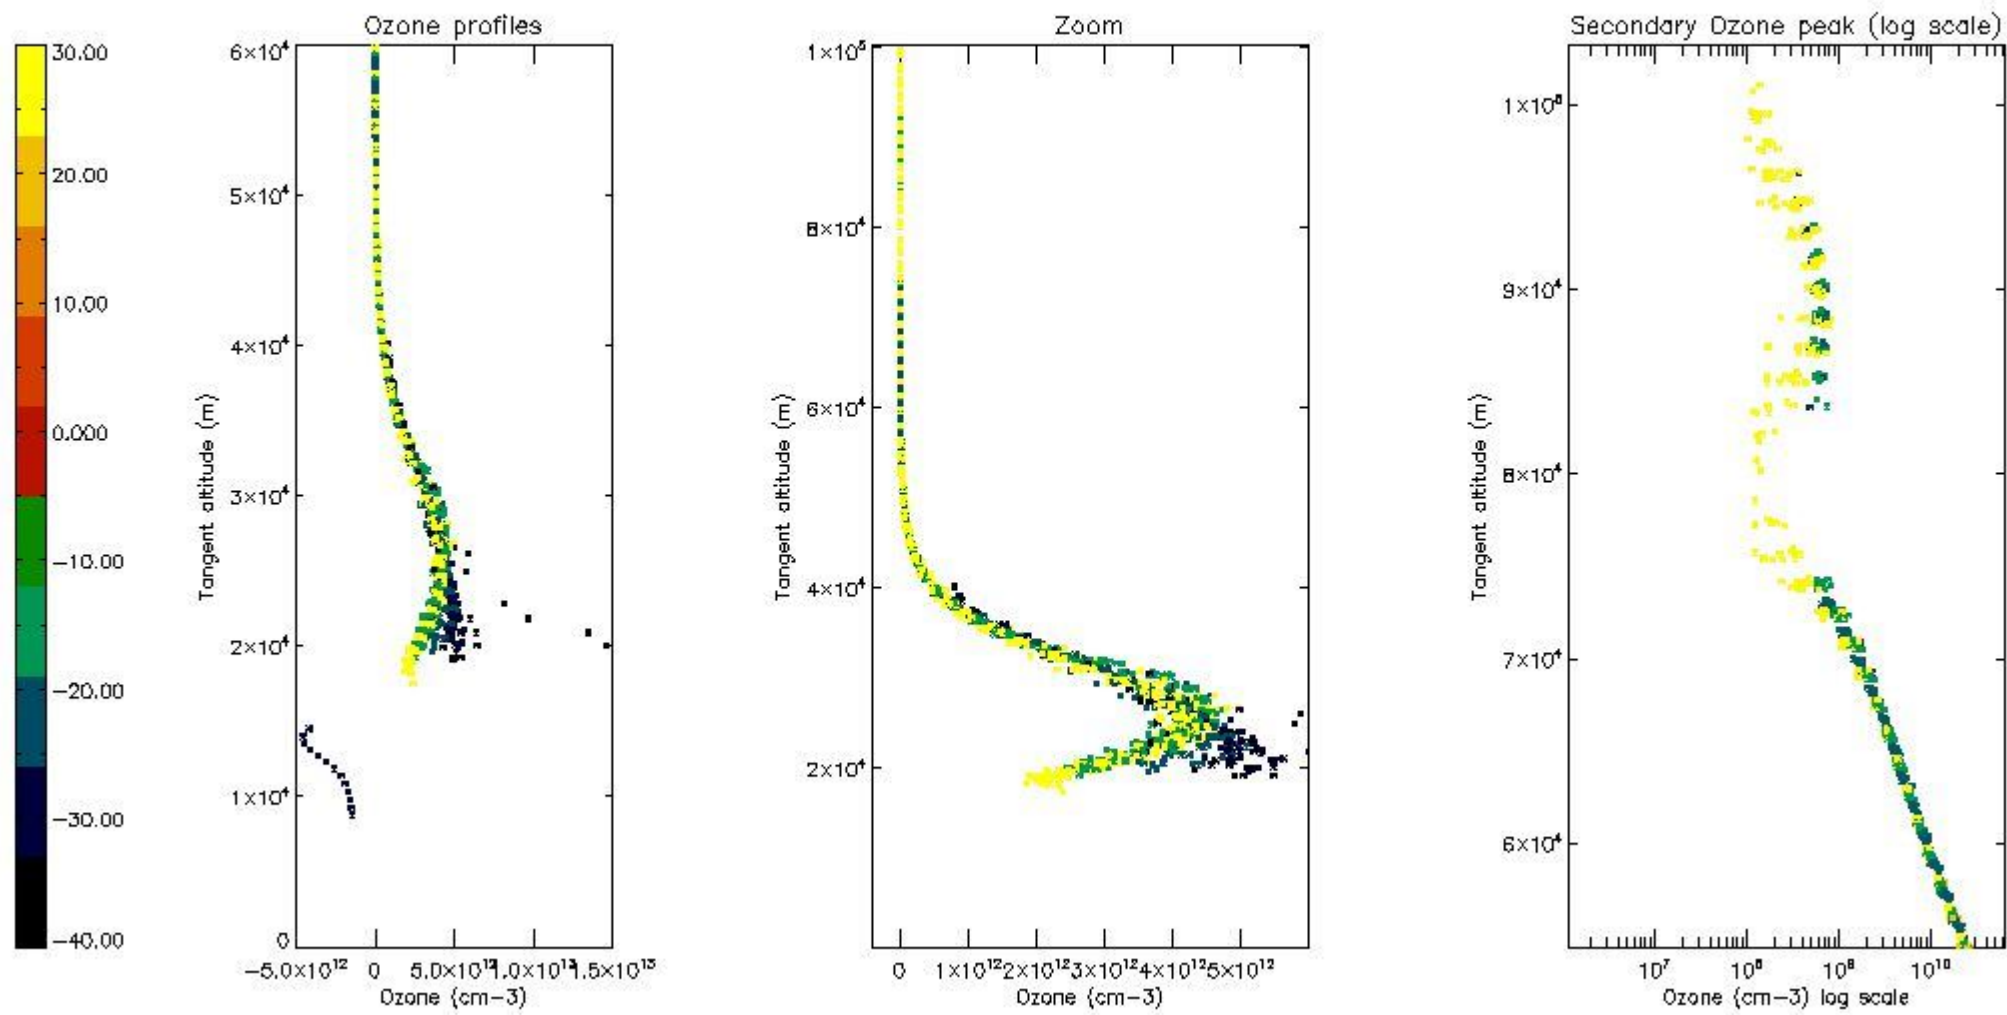 Ozone profiles
Zoom
Secondary Ozone peak (log scale)
30.00
20.00
10.00
0.000
−10.00
−20.00
−30.00
−40.00
6×10⁴
5×10⁴
4×10⁴
3×10⁴
2×10⁴
1×10⁴
0
Tangent altitude (m)
−5.0×10¹² 0
Ozone (cm−3)
1×10⁵
8×10⁴
6×10⁴
4×10⁴
2×10⁴
Tangent altitude (m)
0 1×10¹² 2×10¹² 3×10¹² 4×10¹² 5×10¹²
Ozone (cm−3)
9×10⁴
8×10⁴
7×10⁴
6×10⁴
Tangent altitude (m)
10⁷ 10¹⁰
Ozone (cm−3) log scale